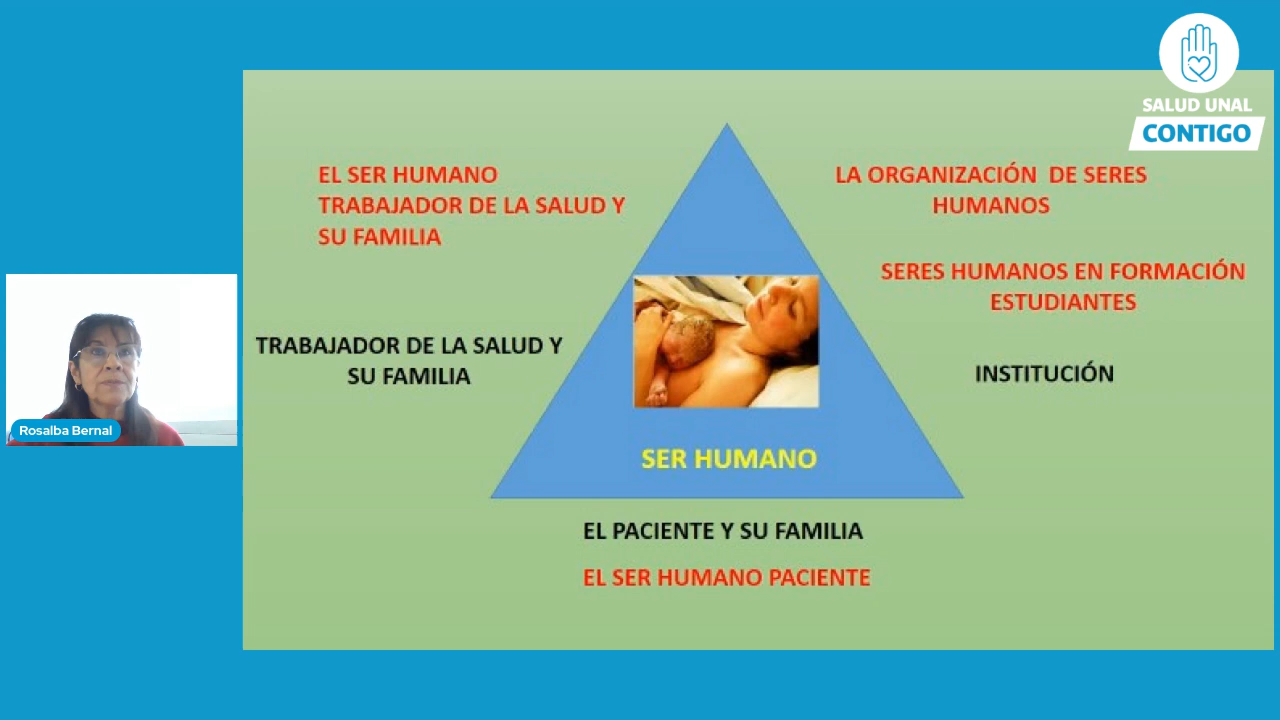 SALUD UNAL
CONTIGO
EL SER HUMANO
TRABAJADOR DE LA SALUD Y
SU FAMILIA
LA ORGANIZACIÓN DE SERES
HUMANOS
SERES HUMANOS EN FORMACIÓN
ESTUDIANTES
TRABAJADOR DE LA SALUD Y
SU FAMILIA
INSTITUCIÓN
Rosalba Bernal
SER HUMANO
EL PACIENTE Y SU FAMILIA
EL SER HUMANO PACIENTE